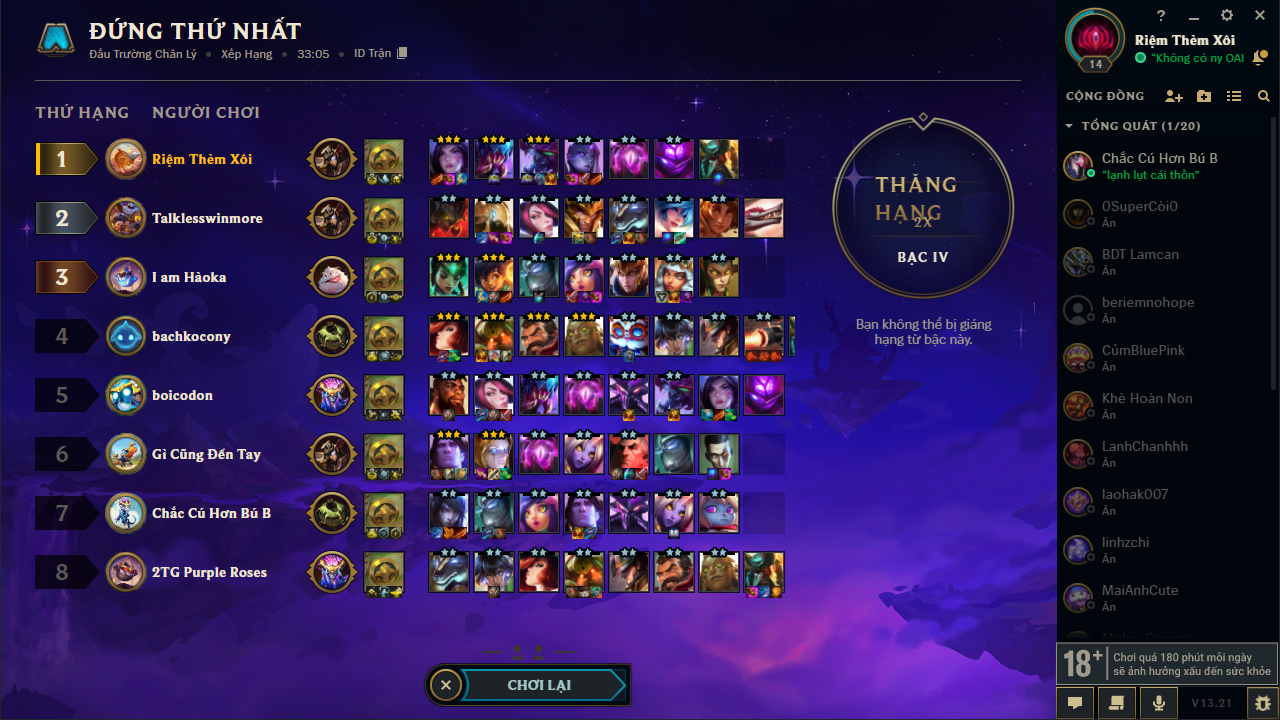 ĐỨNG THỨ NHẤT
Đấu Trường Chân Lý • Xếp Hạng • 33:05 • ID Trận
THỨ HẠNG NGƯỜI CHƠI
1 Riệm Thèm Xôi
2 Talklesswinmore
3 I am Hàoka
4 bachkocony
5 boicodon
6 Gì Cũng Đến Tay
7 Chắc Cú Hơn Bú B
8 2TG Purple Roses
THĂNG
HẠNG
2X
BẠC IV
Bạn không thể bị giáng
hạng từ bậc này.
CHƠI LẠI
?
Riệm Thèm Xôi
14
"Không có ny OAI
CỘNG ĐỒNG
TỔNG QUÁT (1/20)
Chắc Cú Hơn Bú B
"lạnh lụt cái thồn"
0SuperCòi0
Ẩn
BDT Lamcan
Ẩn
beriemnohope
Ẩn
CủmBluePink
Ẩn
Khè Hoàn Non
Ẩn
LanhChanhhh
Ẩn
laohak007
Ẩn
linhzchi
Ẩn
MaiAnhCute
Ẩn
18+
Chơi quá 180 phút mỗi ngày
sẽ ảnh hưởng xấu đến sức khỏe
V13.21